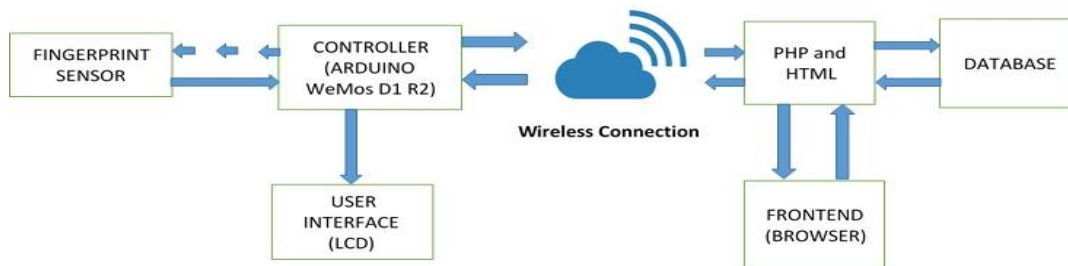 FINGERPRINT
SENSOR
CONTROLLER
(ARDUINO
WeMos D1 R2)
Wireless Connection
PHP and
HTML
DATABASE
USER
INTERFACE
(LCD)
FRONTEND
(BROWSER)